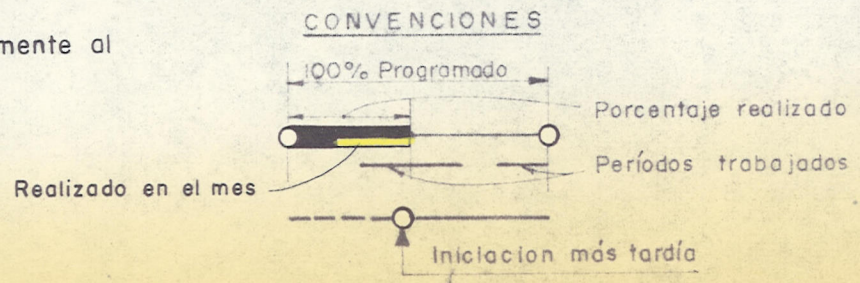 CONVENCIONES
mente al
100% Programado
Porcentaje realizado
Períodos trabajados
Realizado en el mes
Iniciacion más tardía